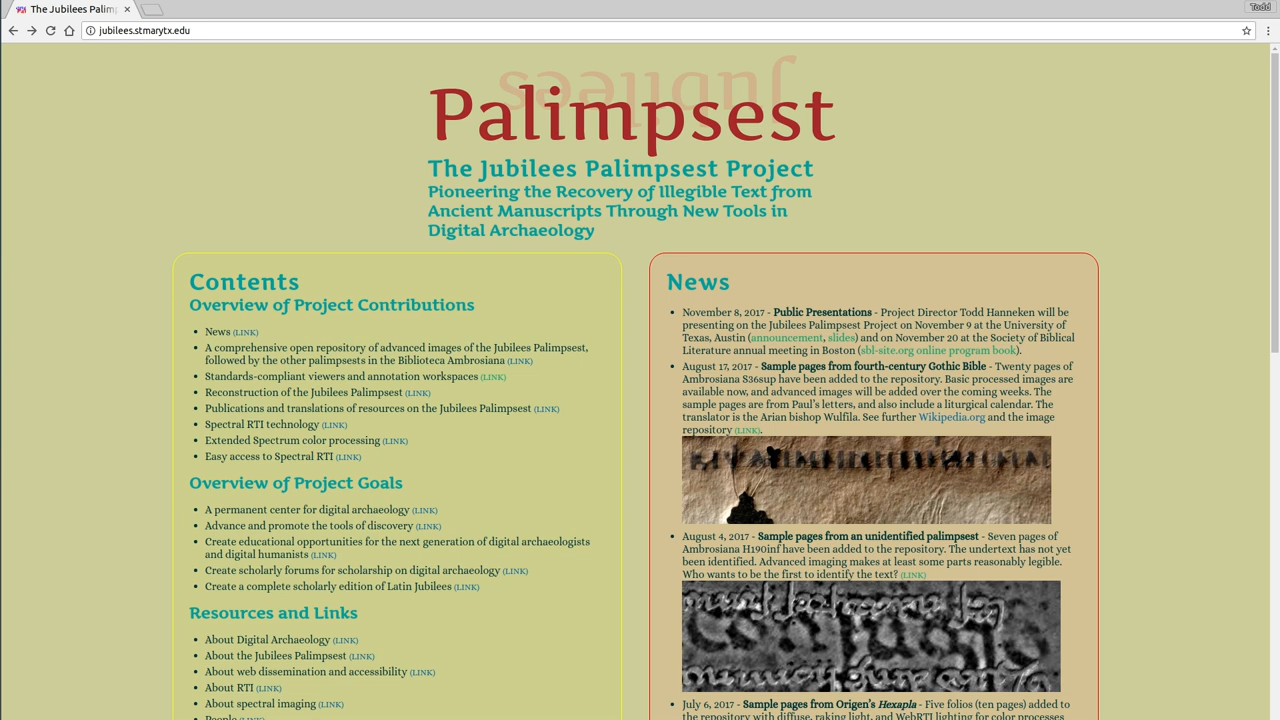 The Jubilees Palim
Todd
jubilees.stmarytx.edu
Jubilees
Palimpsest
The Jubilees Palimpsest Project
Pioneering the Recovery of Illegible Text from
Ancient Manuscripts Through New Tools in
Digital Archaeology
Contents
Overview of Project Contributions
News (LINK)
A comprehensive open repository of advanced images of the Jubilees Palimpsest,
followed by the other palimpsests in the Biblioteca Ambrosiana (LINK)
Standards-compliant viewers and annotation workspaces (LINK)
Reconstruction of the Jubilees Palimpsest (LINK)
Publications and translations of resources on the Jubilees Palimpsest (LINK)
Spectral RTI technology (LINK)
Extended Spectrum color processing (LINK)
Easy access to Spectral RTI (LINK)
Overview of Project Goals
A permanent center for digital archaeology (LINK)
Advance and promote the tools of discovery (LINK)
Create educational opportunities for the next generation of digital archaeologists
and digital humanists (LINK)
Create scholarly forums for scholarship on digital archaeology (LINK)
Create a complete scholarly edition of Latin Jubilees (LINK)
Resources and Links
About Digital Archaeology (LINK)
About the Jubilees Palimpsest (LINK)
About web dissemination and accessibility (LINK)
About RTI (LINK)
About spectral imaging (LINK)
People (LINK)
News
November 8, 2017 - Public Presentations - Project Director Todd Hanneken will be
presenting on the Jubilees Palimpsest Project on November 9 at the University of
Texas, Austin (announcement, slides) and on November 20 at the Society of Biblical
Literature annual meeting in Boston (sbl-site.org online program book).
August 17, 2017 - Sample pages from fourth-century Gothic Bible - Twenty pages of
Ambrosiana S36sup have been added to the repository. Basic processed images are
available now, and advanced images will be added over the coming weeks. The
sample pages are from Paul's letters, and also include a liturgical calendar. The
translator is the Arian bishop Wulfila. See further Wikipedia.org and the image
repository (LINK).
August 4, 2017 - Sample pages from an unidentified palimpsest - Seven pages of
Ambrosiana H190inf have been added to the repository. The undertext has not yet
been identified. Advanced imaging makes at least some parts reasonably legible.
Who wants to be the first to identify the text? (LINK)
July 6, 2017 - Sample pages from Origen's Hexapla - Five folios (ten pages) added to
the repository with diffuse, raking light, and WebRTI lighting for color processes